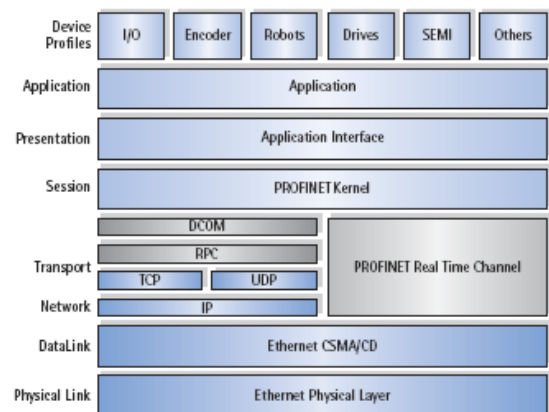 Device Profiles
I/O
Encoder
Robots
Drives
SEMI
Others
Application
Application
Presentation
Application Interface
Session
PROFINET Kernel
Transport
DCOM
RPC
TCP
UDP
PROFINET Real Time Channel
Network
IP
DataLink
Ethernet CSMA/CD
Physical Link
Ethernet Physical Layer